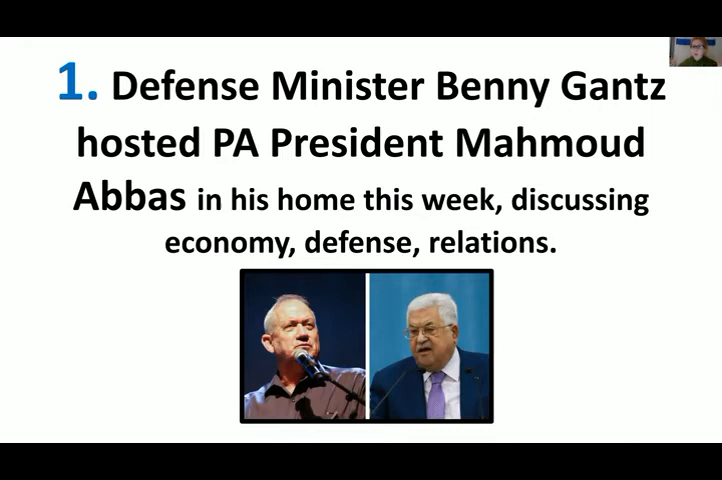 1. Defense Minister Benny Gantz
hosted PA President Mahmoud
Abbas in his home this week, discussing
economy, defense, relations.